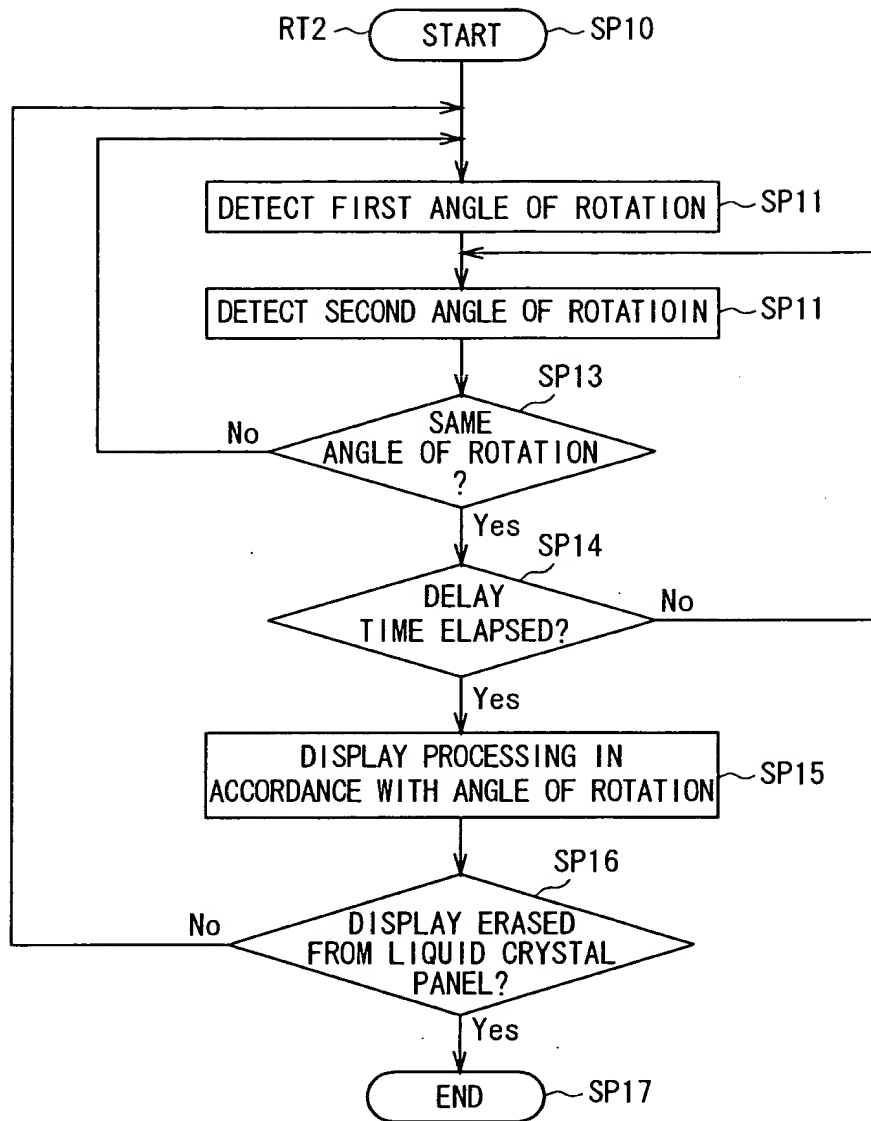 RT2
START
SP10
DETECT FIRST ANGLE OF ROTATION
SP11
DETECT SECOND ANGLE OF ROTATIOIN
SP11
SP13
SAME
ANGLE OF ROTATION
?
No
Yes
SP14
DELAY
TIME ELAPSED?
No
Yes
DISPLAY PROCESSING IN
ACCORDANCE WITH ANGLE OF ROTATION
SP15
SP16
No
DISPLAY ERASED
FROM LIQUID CRYSTAL
PANEL?
Yes
END
SP17